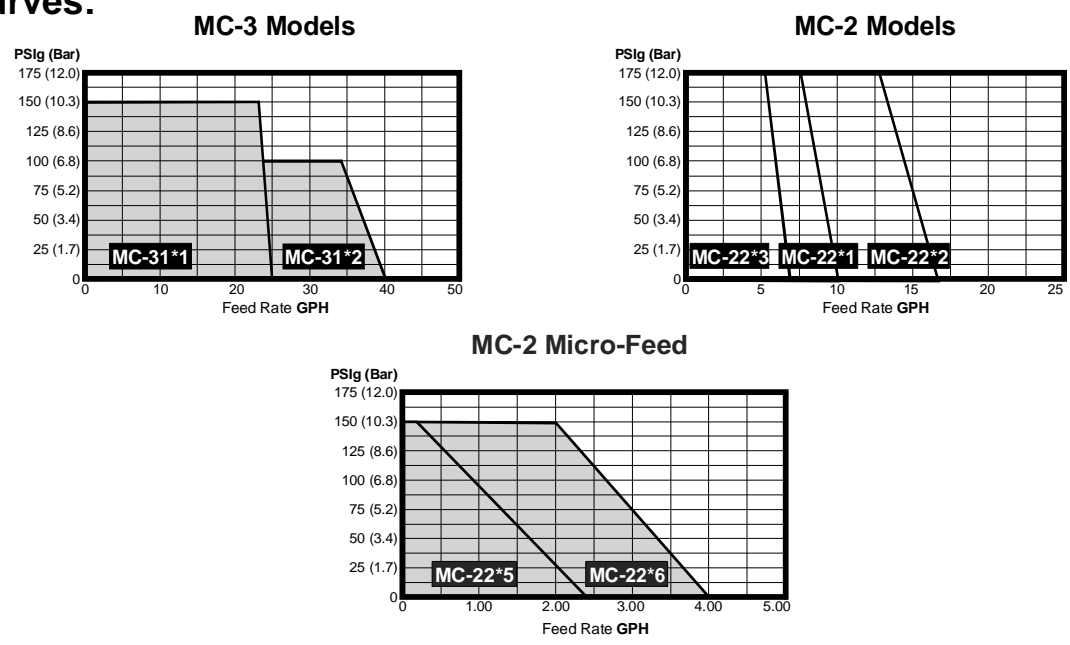 MC-3 Models
PSIg (Bar)
175 (12.0)
150 (10.3)
125 (8.6)
100 (6.8)
75 (5.2)
50 (3.4)
25 (1.7)
0
MC-31*1 MC-31*2
0 10 20 30 40 50
Feed Rate GPH
MC-2 Models
PSIg (Bar)
175 (12.0)
150 (10.3)
125 (8.6)
100 (6.8)
75 (5.2)
50 (3.4)
25 (1.7)
0
MC-22*3 MC-22*1 MC-22*2
0 5 10 15 20 25
Feed Rate GPH
MC-2 Micro-Feed
PSIg (Bar)
175 (12.0)
150 (10.3)
125 (8.6)
100 (6.8)
75 (5.2)
50 (3.4)
25 (1.7)
0
MC-22*5 MC-22*6
0 1.00 2.00 3.00 4.00 5.00
Feed Rate GPH